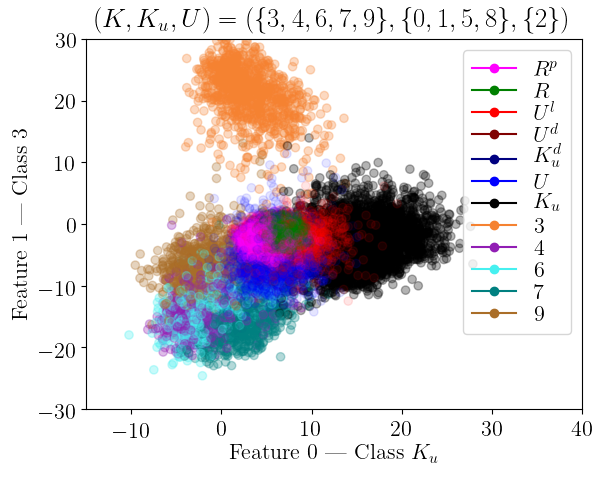 (K, K_u, U) = ({3, 4, 6, 7, 9}, {0, 1, 5, 8}, {2})
30
20
10
0
−10
−20
−30
Feature 1 — Class 3
−10
0
10
20
30
40
Feature 0 — Class K_u
R^p
R
U^l
U^d
K_u^d
U
K_u
3
4
6
7
9